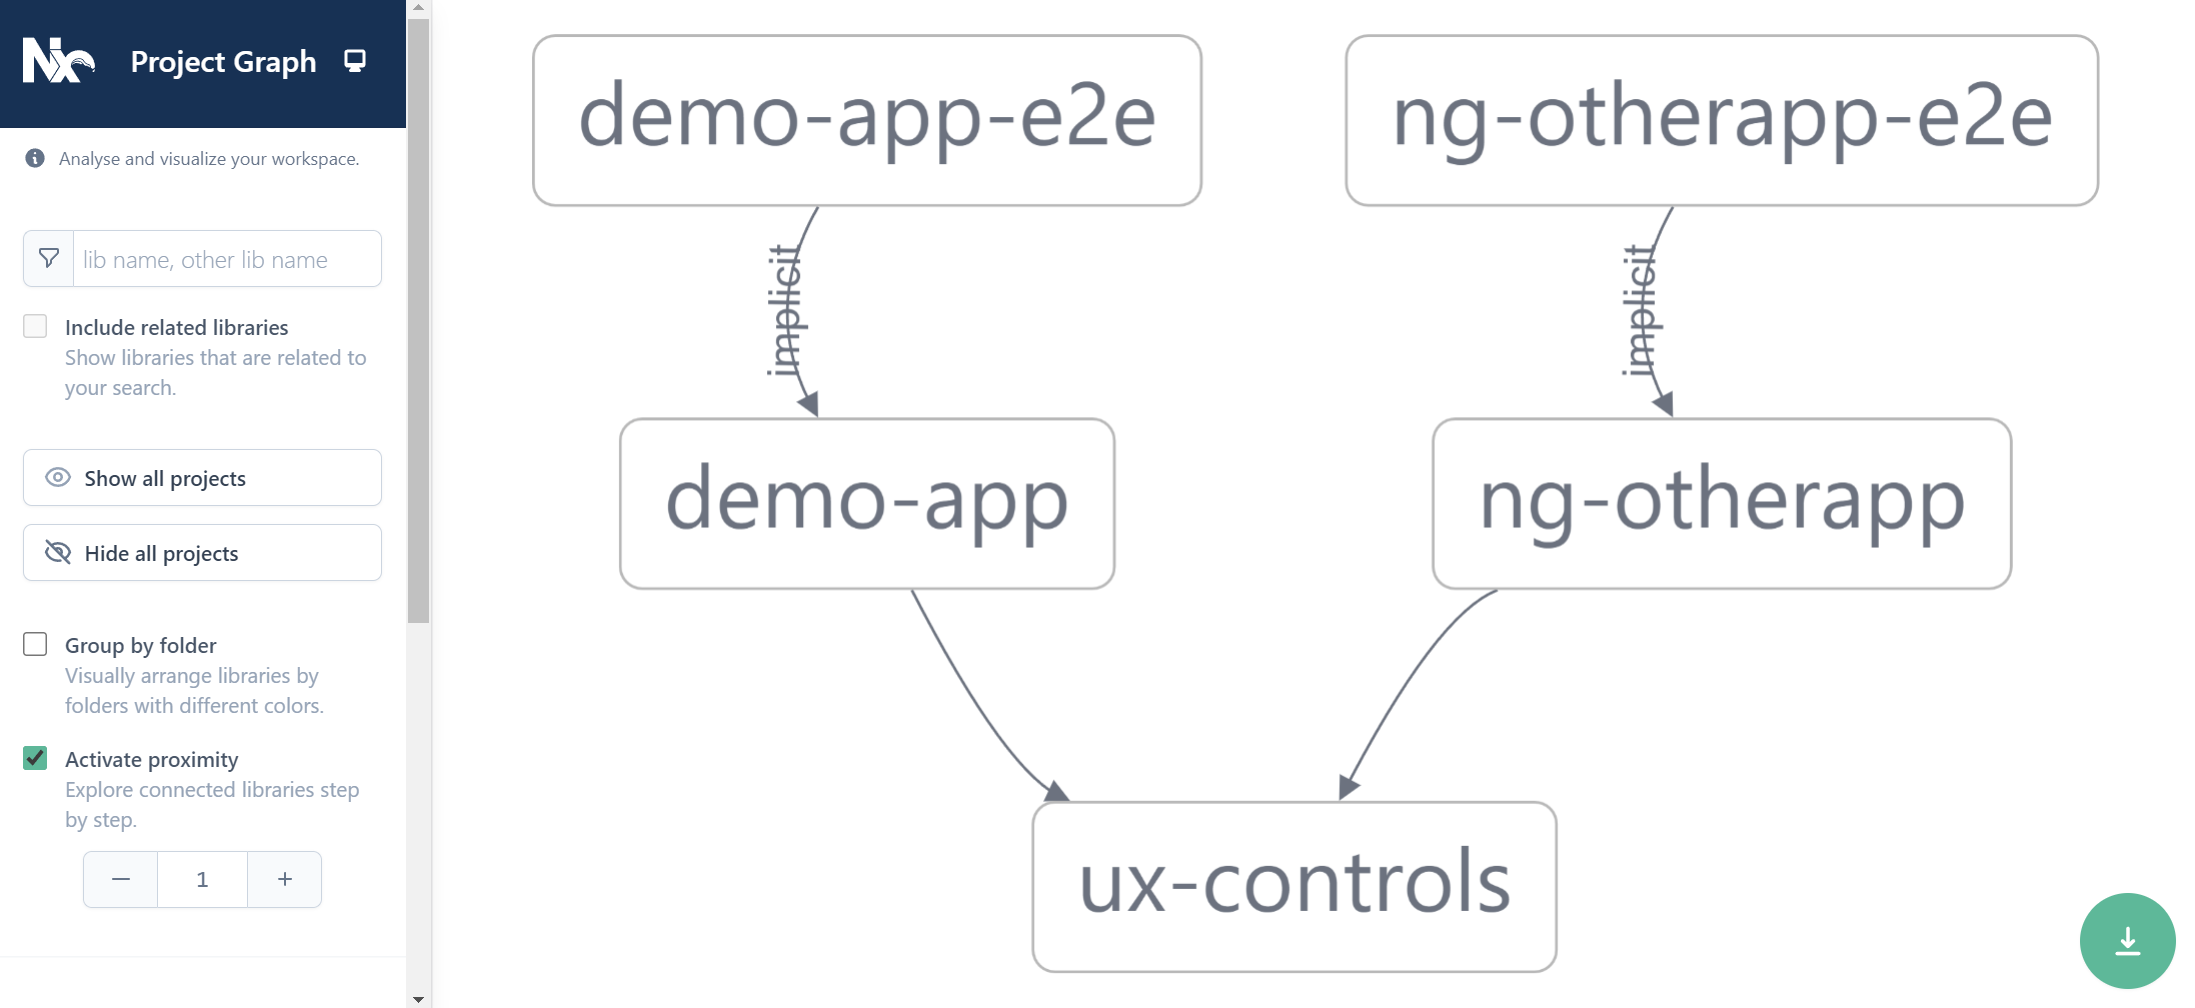 Nx Project Graph
Analyse and visualize your workspace.
lib name, other lib name
Include related libraries
Show libraries that are related to
your search.
Show all projects
Hide all projects
Group by folder
Visually arrange libraries by
folders with different colors.
Activate proximity
Explore connected libraries step
by step.
1
demo-app-e2e
ng-otherapp-e2e
implicit
implicit
demo-app
ng-otherapp
ux-controls